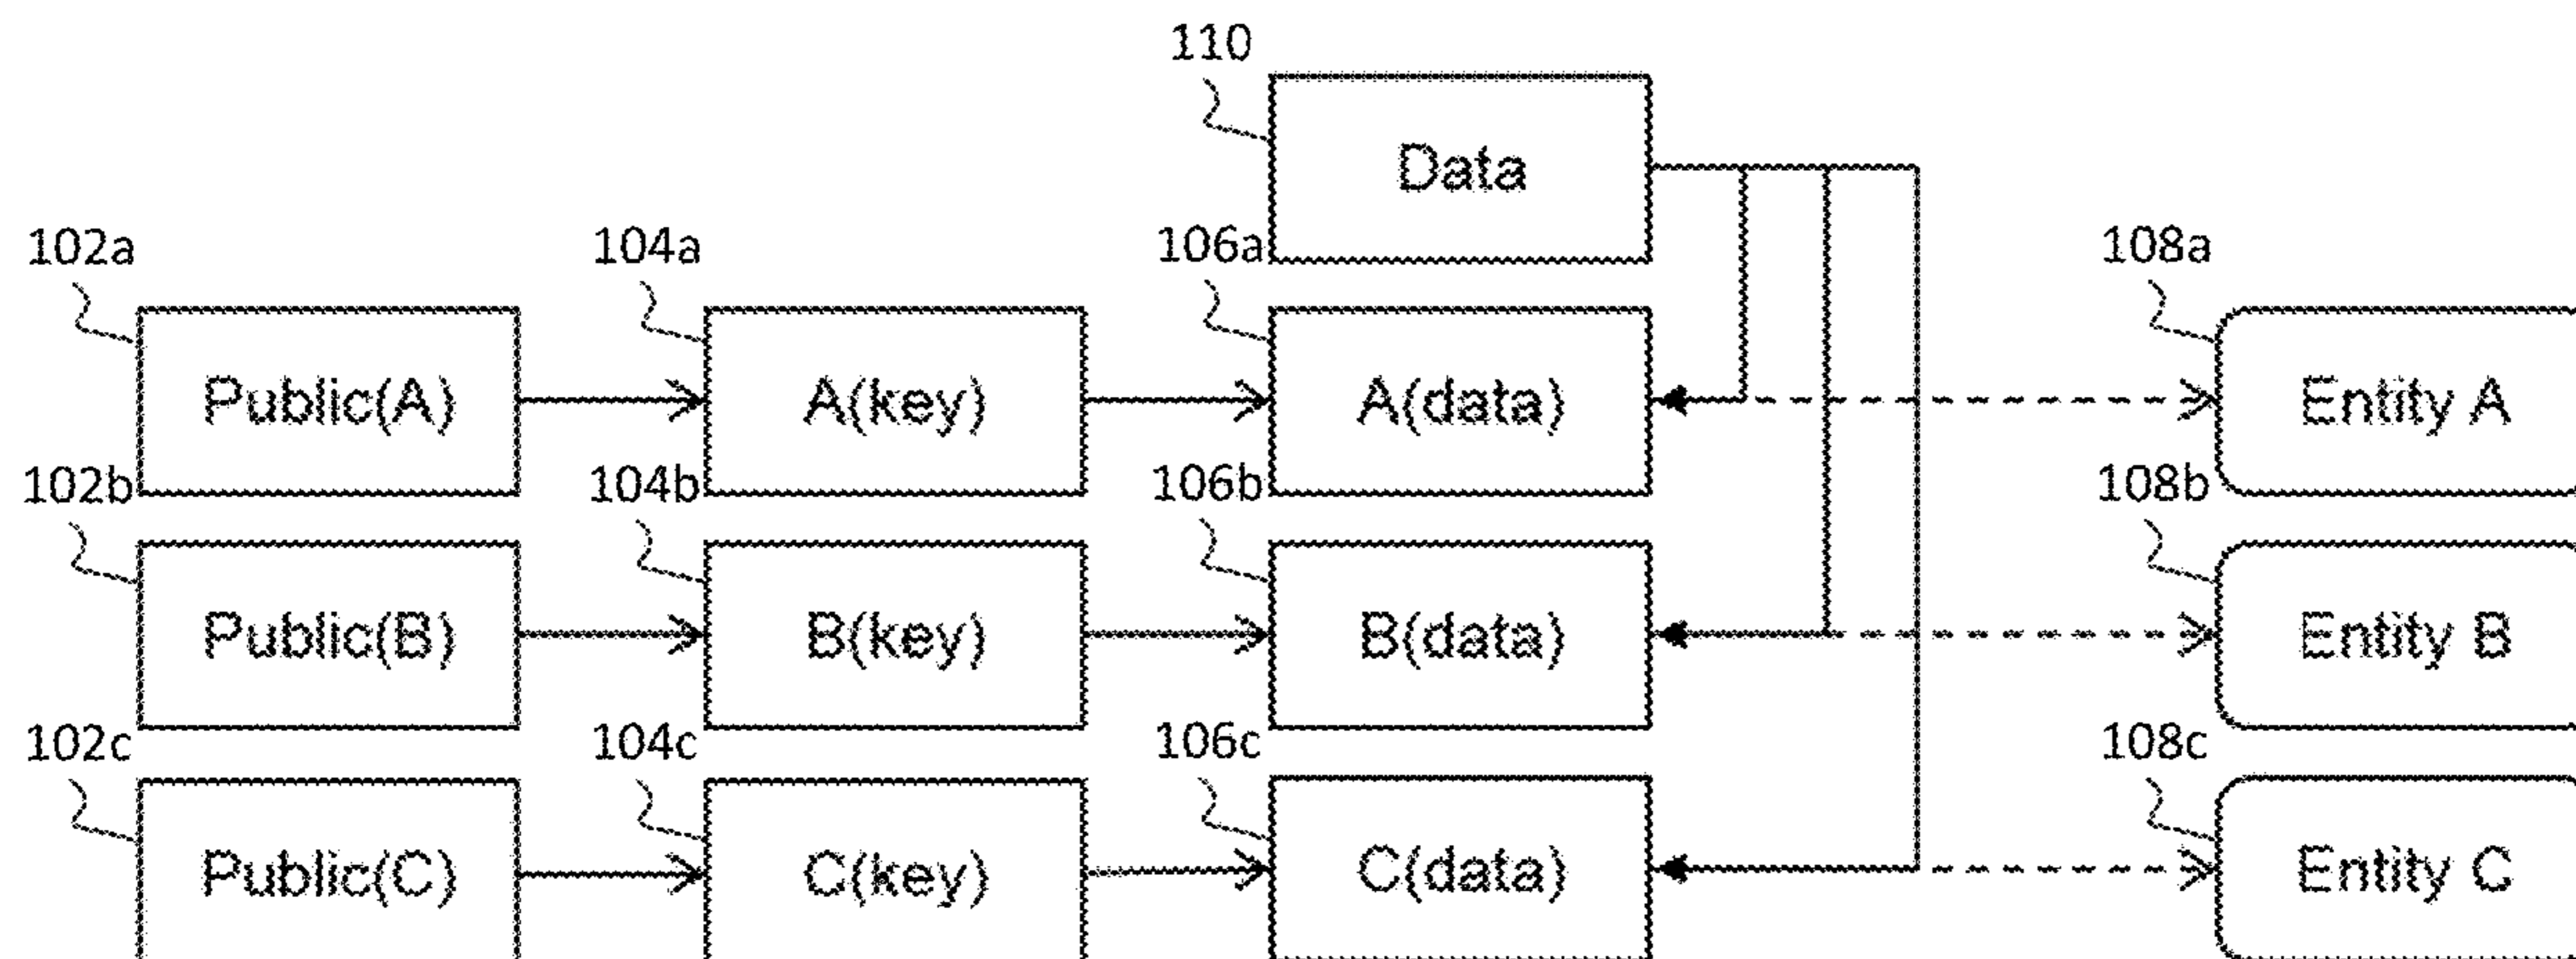 110
Data
102a
104a
106a
108a
Public(A)
A(key)
A(data)
Entity A
102b
104b
106b
108b
Public(B)
B(key)
B(data)
Entity B
102c
104c
106c
108c
Public(C)
C(key)
C(data)
Entity C